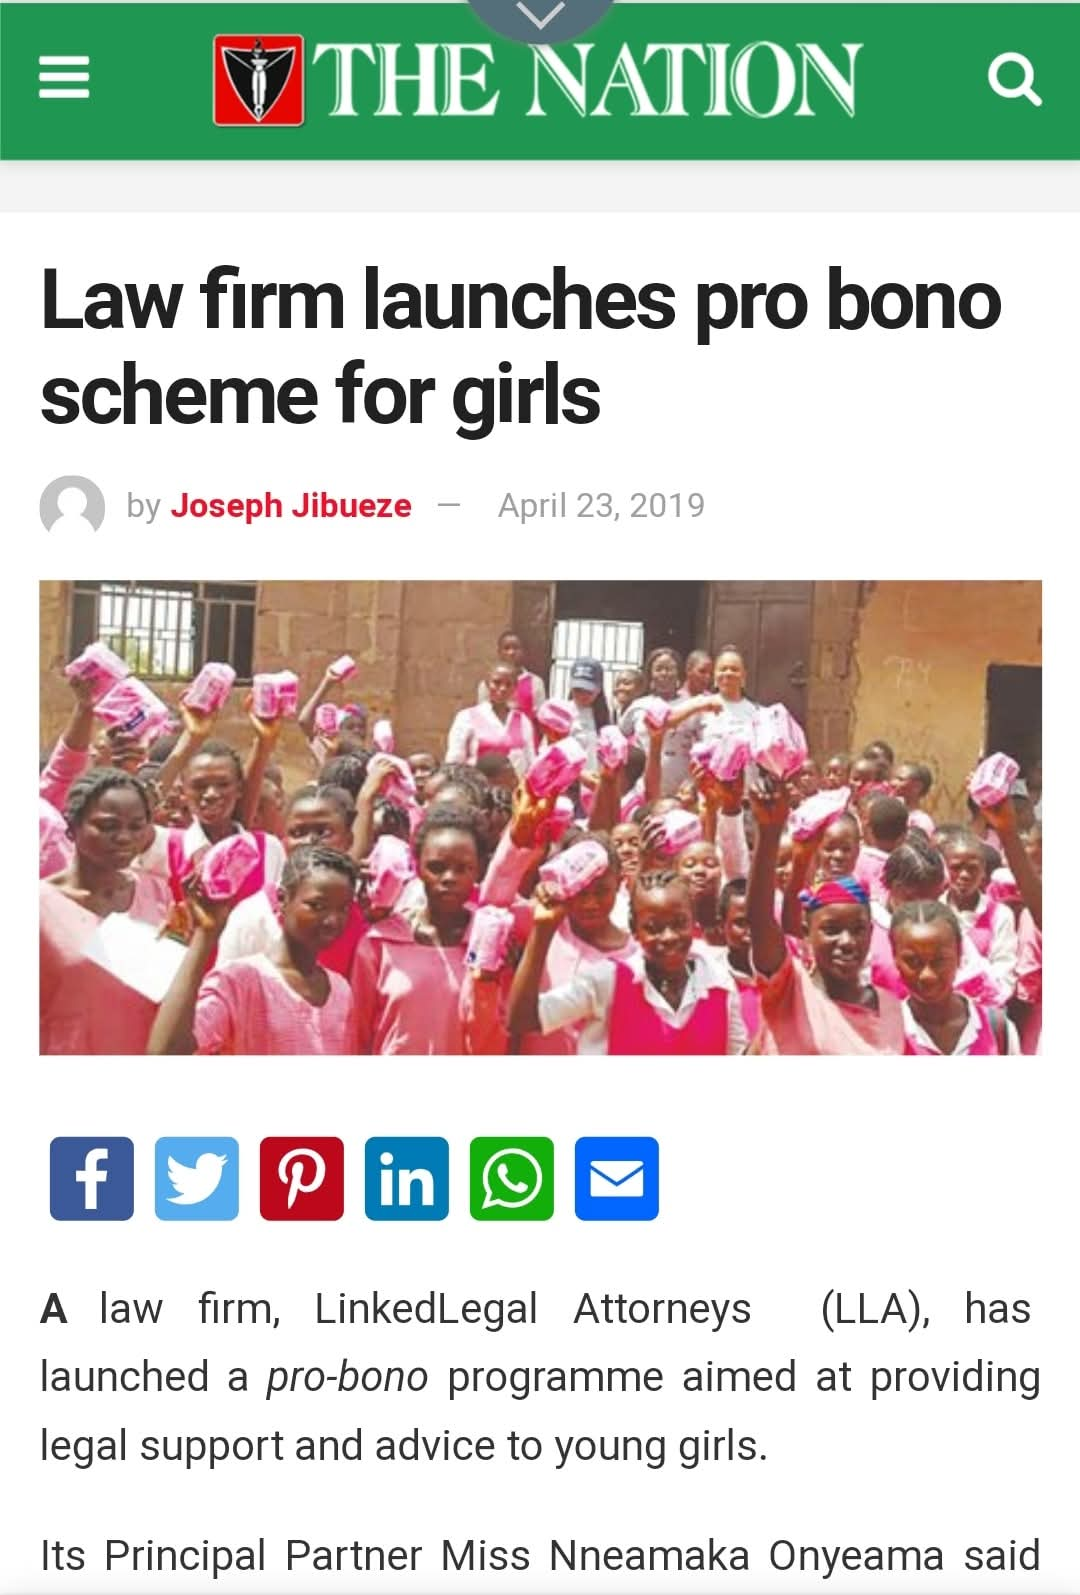 THE NATION
Law firm launches pro bono
scheme for girls
by Joseph Jibueze — April 23, 2019
A law firm, LinkedLegal Attorneys (LLA), has
launched a pro-bono programme aimed at providing
legal support and advice to young girls.
Its Principal Partner Miss Nneamaka Onyeama said